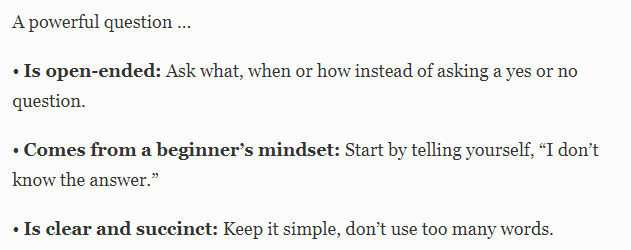 A powerful question ...
• Is open-ended: Ask what, when or how instead of asking a yes or no
question.
• Comes from a beginner’s mindset: Start by telling yourself, “I don’t
know the answer.”
• Is clear and succinct: Keep it simple, don’t use too many words.